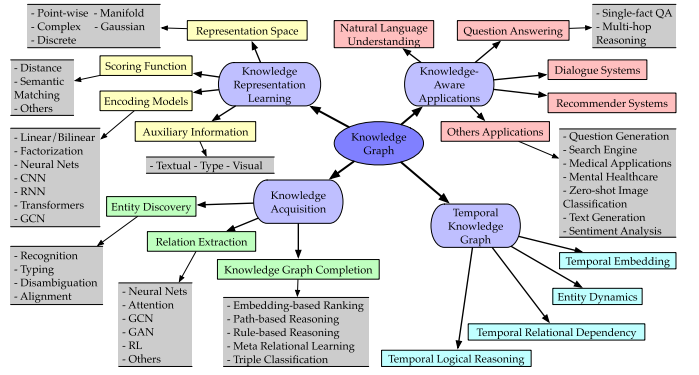 - Point-wise - Manifold
- Complex - Gaussian
- Discrete
Representation Space
Scoring Function
- Distance
- Semantic
Matching
- Others
Encoding Models
- Linear/Bilinear
- Factorization
- Neural Nets
- CNN
- RNN
- Transformers
- GCN
Auxiliary Information
- Textual - Type - Visual
Knowledge
Representation
Learning
Natural Language
Understanding
Question Answering
- Single-fact QA
- Multi-hop
Reasoning
Knowledge-
Aware
Applications
Dialogue Systems
Recommender Systems
Others Applications
- Question Generation
- Search Engine
- Medical Applications
- Mental Healthcare
- Zero-shot Image
Classification
- Text Generation
- Sentiment Analysis
Knowledge
Graph
Knowledge
Acquisition
Entity Discovery
- Recognition
- Typing
- Disambiguation
- Alignment
Relation Extraction
- Neural Nets
- Attention
- GCN
- GAN
- RL
- Others
Knowledge Graph Completion
- Embedding-based Ranking
- Path-based Reasoning
- Rule-based Reasoning
- Meta Relational Learning
- Triple Classification
Temporal
Knowledge
Graph
Temporal Embedding
Entity Dynamics
Temporal Relational Dependency
Temporal Logical Reasoning